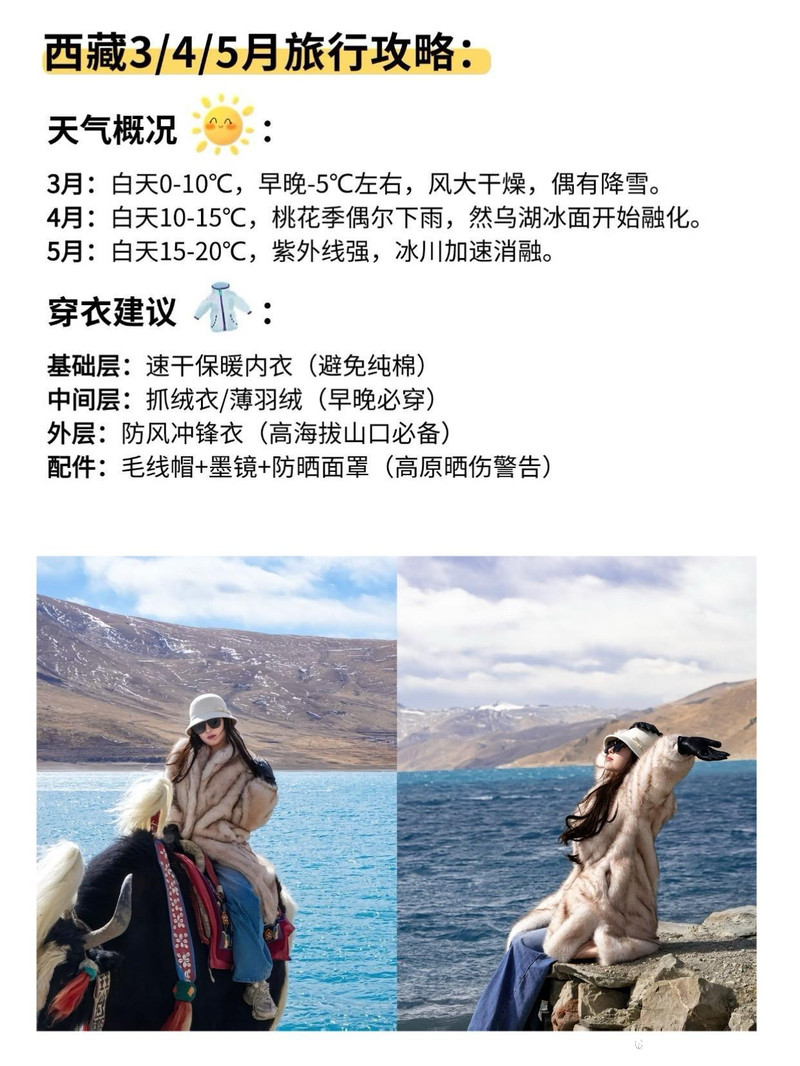 西藏3/4/5月旅行攻略：
天气概况：
3月：白天0-10℃，早晚-5℃左右，风大干燥，偶有降雪。
4月：白天10-15℃，桃花季偶尔下雨，然乌湖冰面开始融化。
5月：白天15-20℃，紫外线强，冰川加速消融。
穿衣建议：
基础层：速干保暖内衣（避免纯棉）
中间层：抓绒衣/薄羽绒（早晚必穿）
外层：防风冲锋衣（高海拔山口必备）
配件：毛线帽+墨镜+防晒面罩（高原晒伤警告）